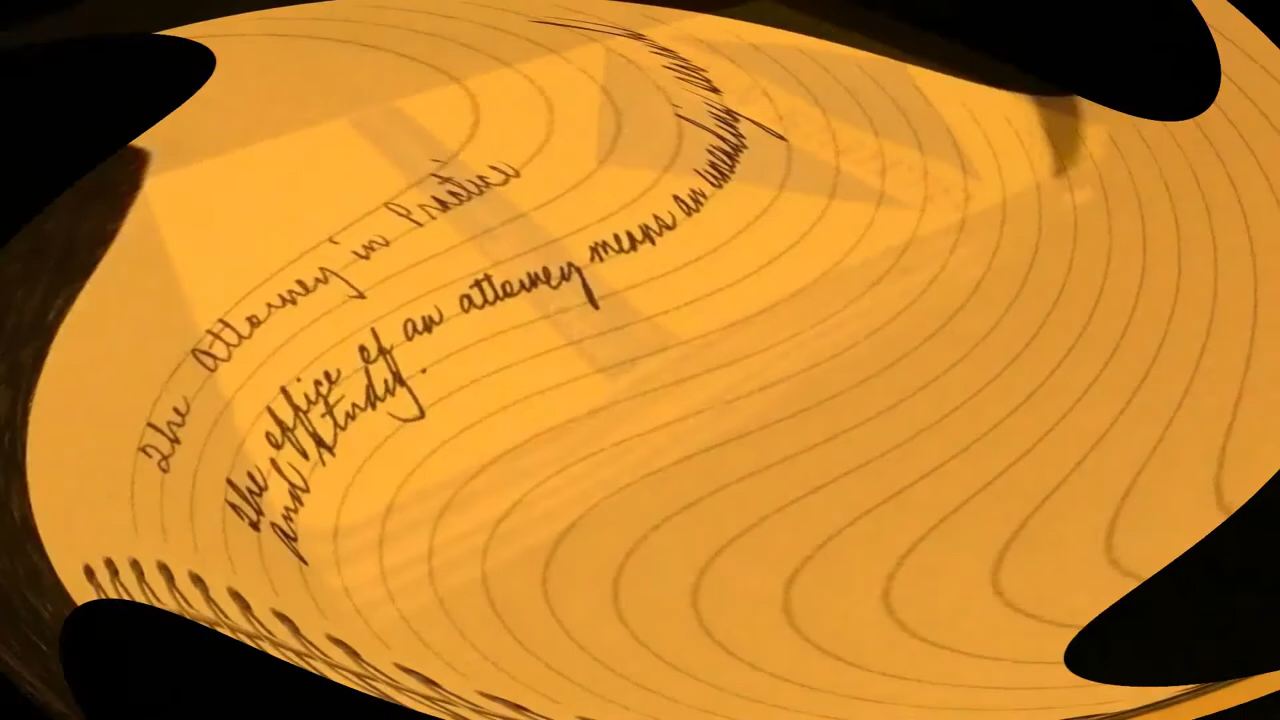 The Attorney in Practice
The office of an attorney means an unending
and study.